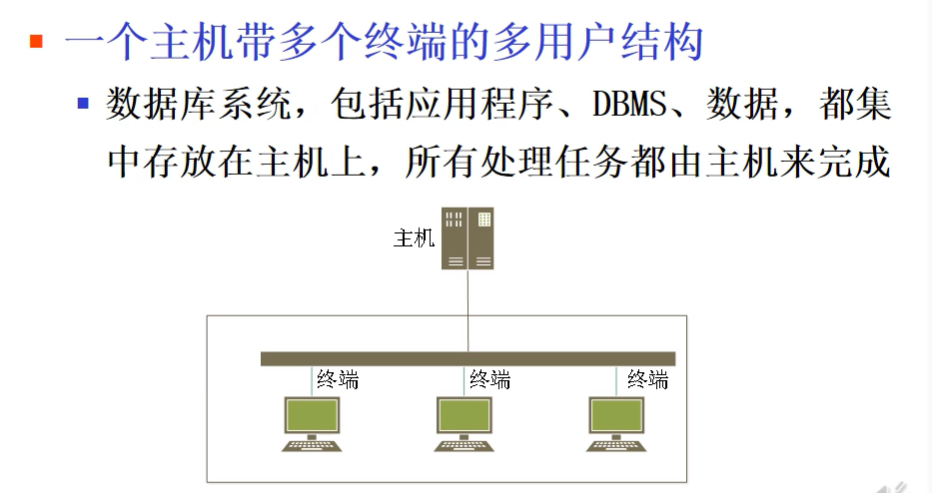 一个主机带多个终端的多用户结构
数据库系统，包括应用程序、DBMS、数据，都集
中存放在主机上，所有处理任务都由主机来完成
主机
终端
终端
终端